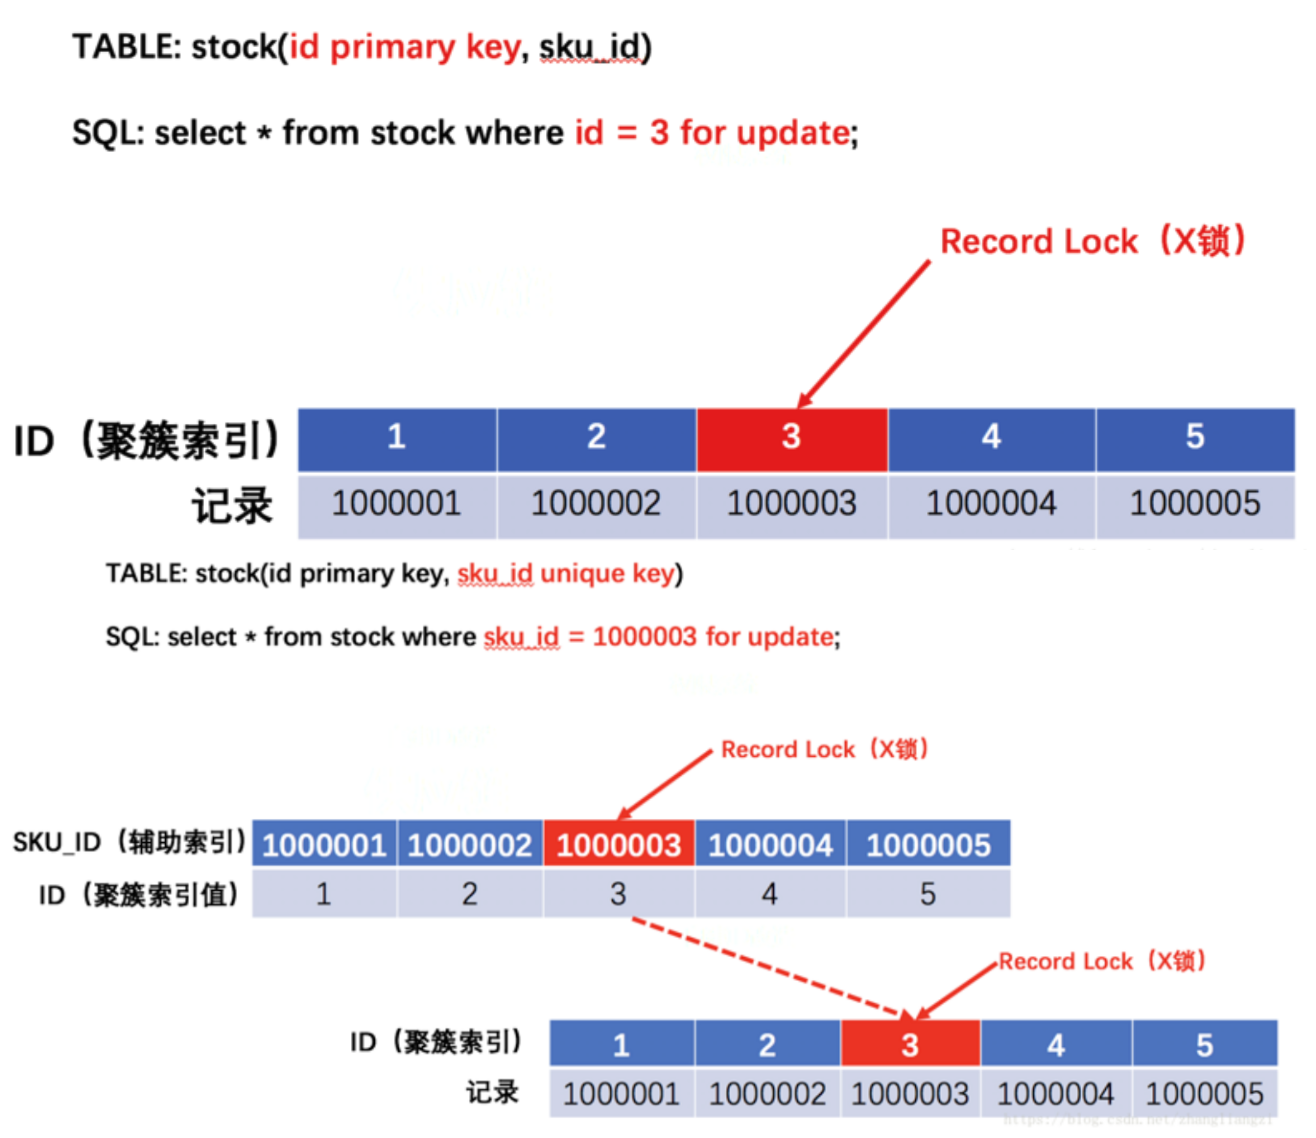 TABLE: stock(id primary key, sku_id)
SQL: select * from stock where id = 3 for update;
Record Lock（X锁）
ID（聚簇索引） 1 2 3 4 5
记录 1000001 1000002 1000003 1000004 1000005
TABLE: stock(id primary key, sku_id unique key)
SQL: select * from stock where sku_id = 1000003 for update;
Record Lock（X锁）
SKU_ID（辅助索引） 1000001 1000002 1000003 1000004 1000005
ID（聚簇索引值） 1 2 3 4 5
Record Lock（X锁）
ID（聚簇索引） 1 2 3 4 5
记录 1000001 1000002 1000003 1000004 1000005
https://blog.csdn.net/zhangliangzi